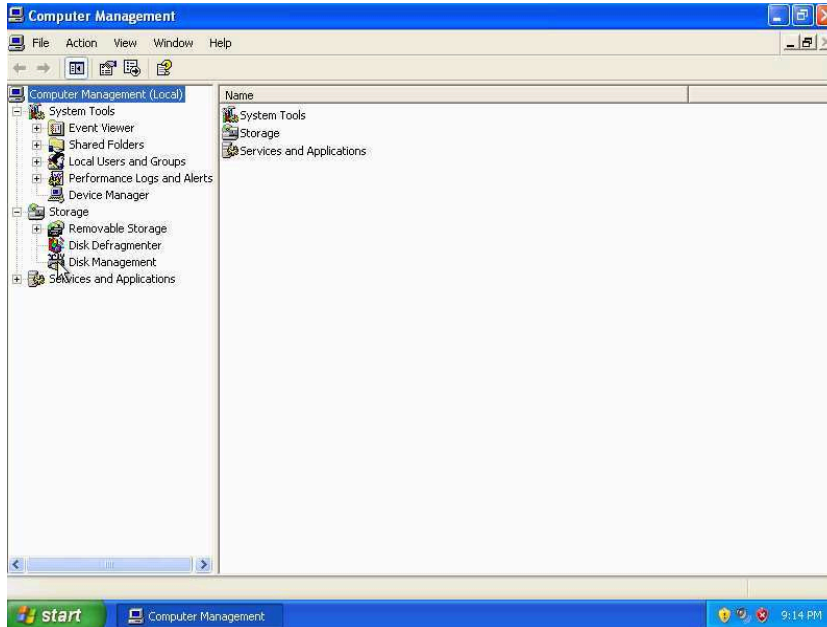 Computer Management
File Action View Window Help
Computer Management (Local)
System Tools
Event Viewer
Shared Folders
Local Users and Groups
Performance Logs and Alerts
Device Manager
Storage
Removable Storage
Disk Defragmenter
Disk Management
Services and Applications
Name
System Tools
Storage
Services and Applications
start
Computer Management
9:14 PM